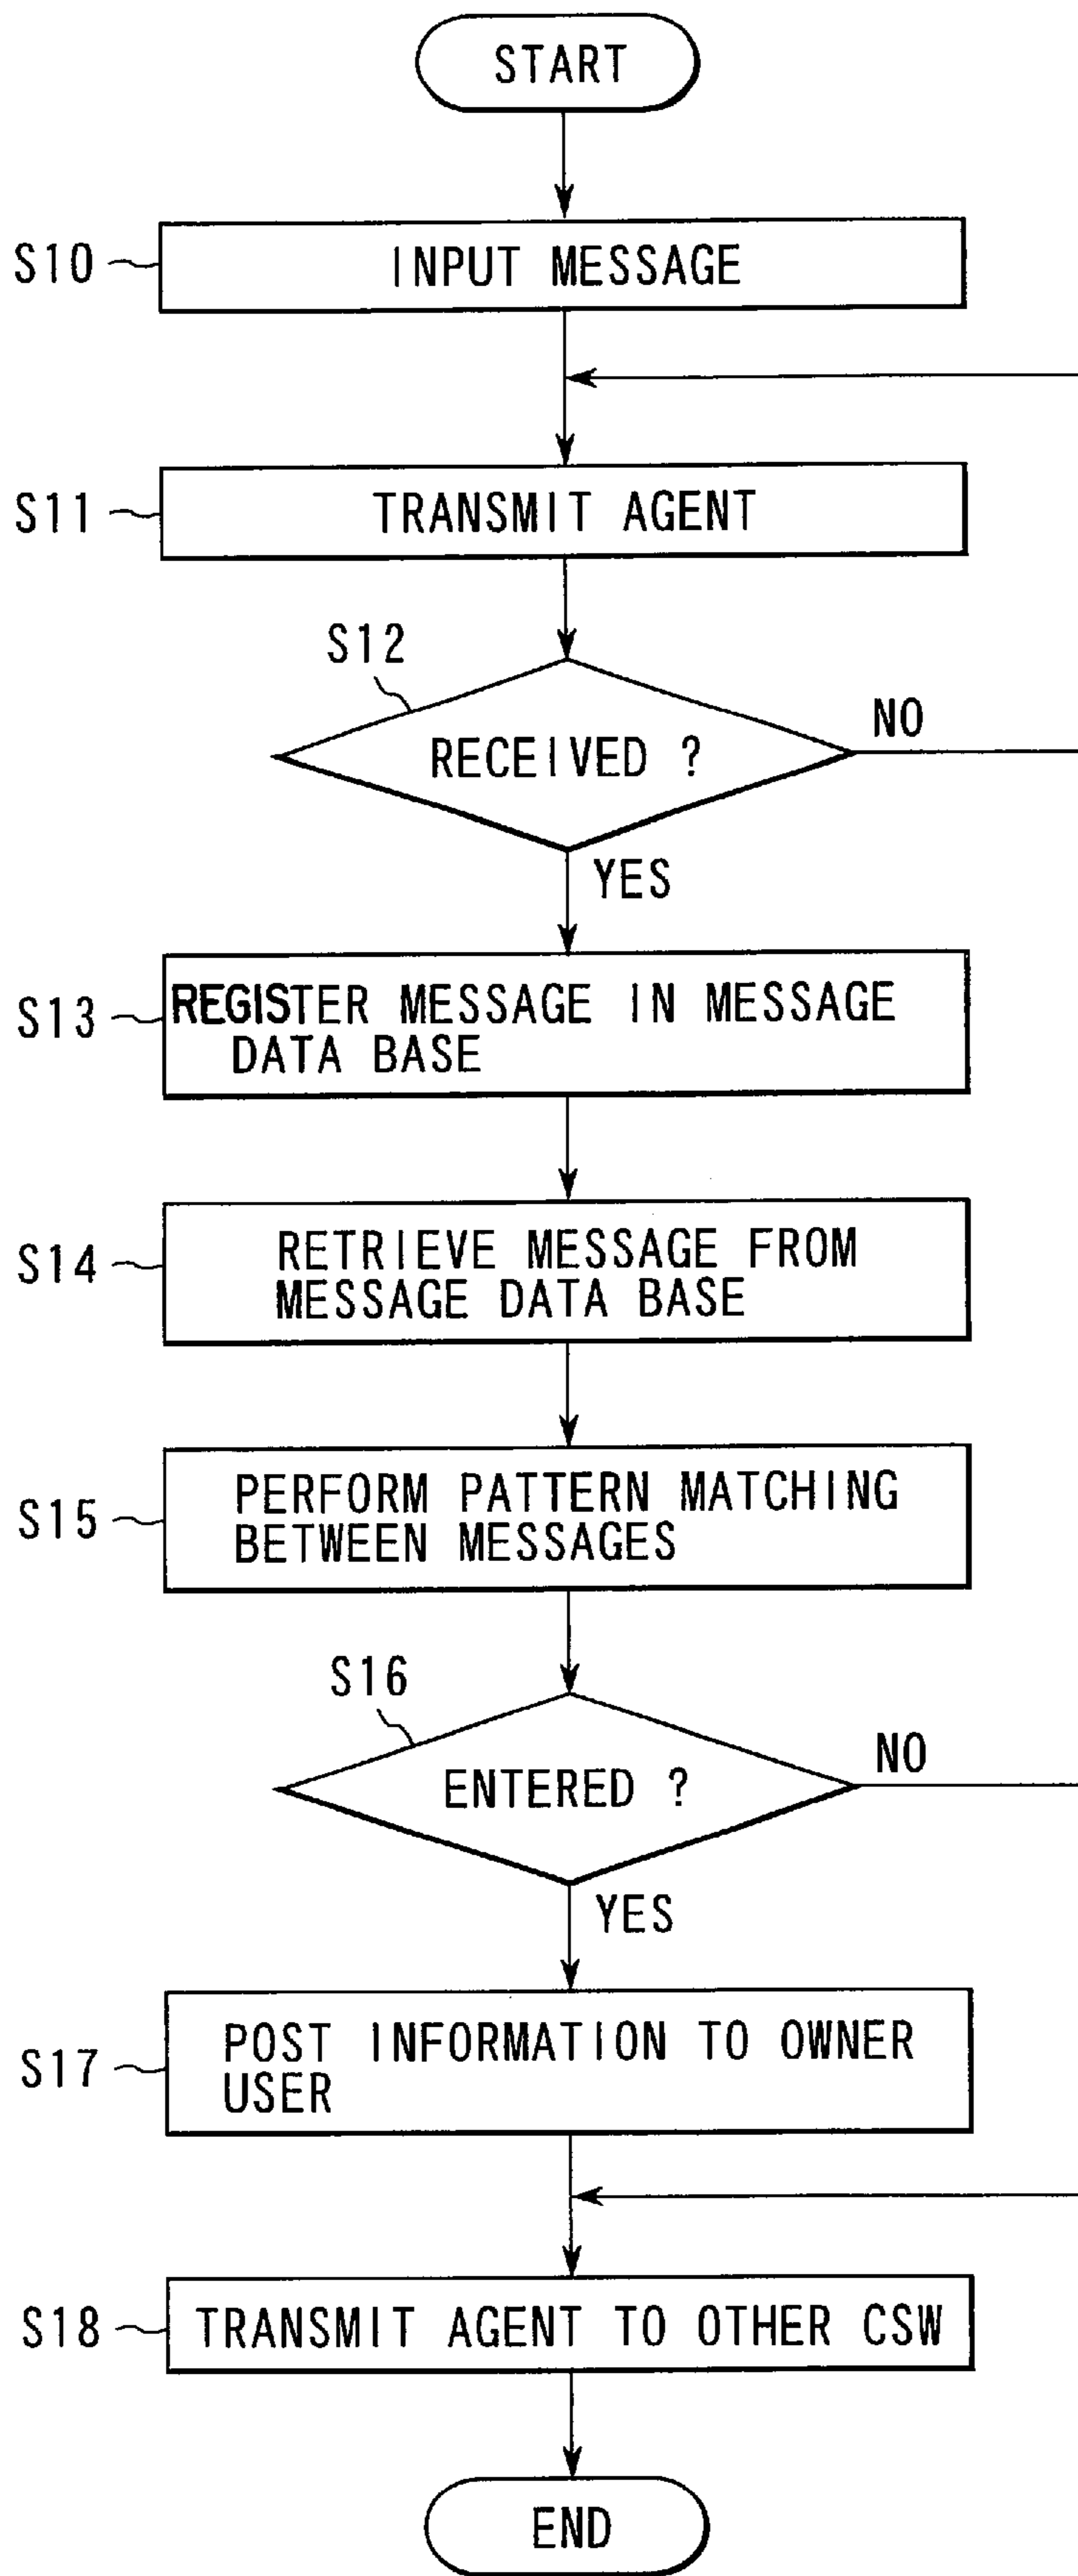 START
S10
INPUT MESSAGE
S11
TRANSMIT AGENT
S12
RECEIVED ?
NO
YES
S13
REGISTER MESSAGE IN MESSAGE
DATA BASE
S14
RETRIEVE MESSAGE FROM
MESSAGE DATA BASE
S15
PERFORM PATTERN MATCHING
BETWEEN MESSAGES
S16
ENTERED ?
NO
YES
S17
POST INFORMATION TO OWNER
USER
S18
TRANSMIT AGENT TO OTHER CSW
END